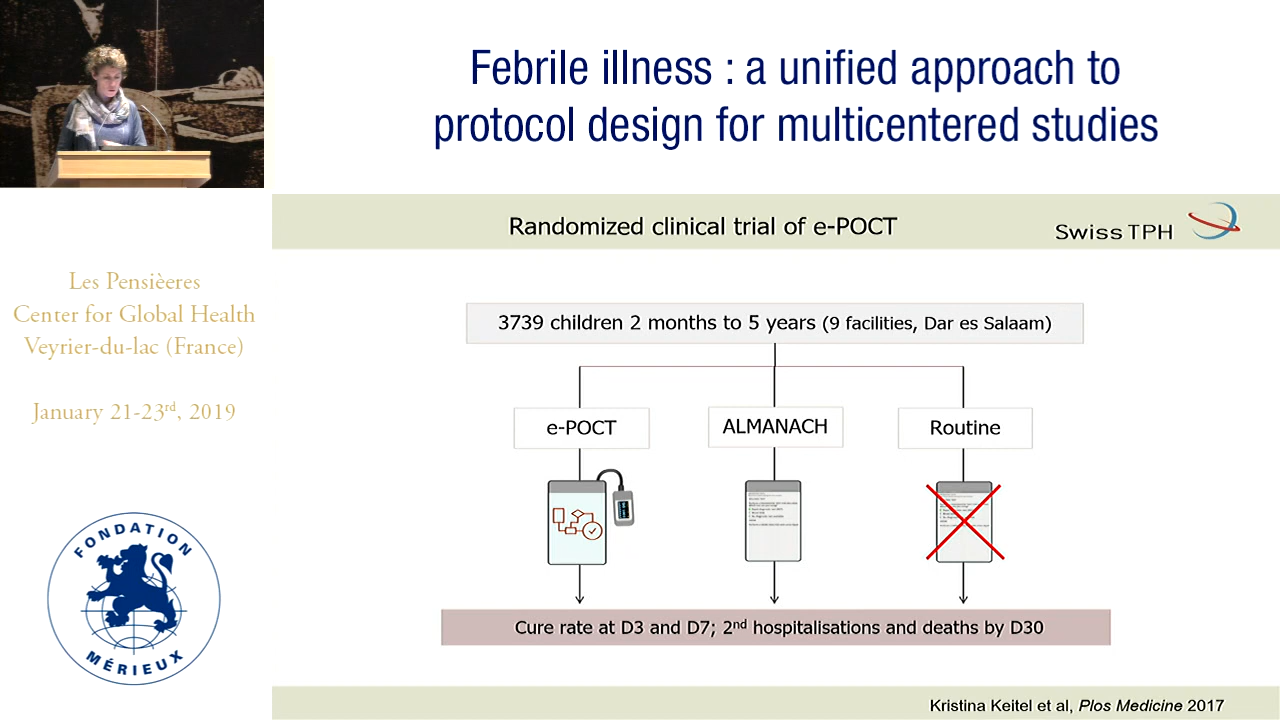 Febrile illness : a unified approach to
protocol design for multicentered studies
Randomized clinical trial of e-POCT
Swiss TPH
Les Pensièeres
Center for Global Health
Veyrier-du-lac (France)
January 21-23rd, 2019
3739 children 2 months to 5 years (9 facilities, Dar es Salaam)
e-POCT
ALMANACH
Routine
Cure rate at D3 and D7; 2nd hospitalisations and deaths by D30
FONDATION
MÉRIEUX
Kristina Keitel et al, Plos Medicine 2017